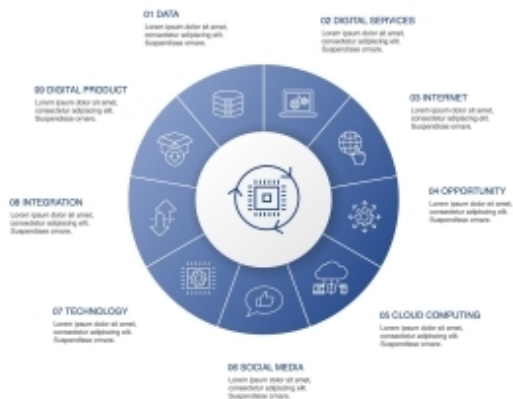 01 DATA
Lorem ipsum dolor sit amet,
consectetur adipiscing elit.
Suspendisse ornare.
02 DIGITAL SERVICES
Lorem ipsum dolor sit amet,
consectetur adipiscing elit.
Suspendisse ornare.
03 INTERNET
Lorem ipsum dolor sit amet,
consectetur adipiscing elit.
Suspendisse ornare.
04 OPPORTUNITY
Lorem ipsum dolor sit amet,
consectetur adipiscing elit.
Suspendisse ornare.
05 CLOUD COMPUTING
Lorem ipsum dolor sit amet,
consectetur adipiscing elit.
Suspendisse ornare.
06 SOCIAL MEDIA
Lorem ipsum dolor sit amet,
consectetur adipiscing elit.
Suspendisse ornare.
07 TECHNOLOGY
Lorem ipsum dolor sit amet,
consectetur adipiscing elit.
Suspendisse ornare.
08 INTEGRATION
Lorem ipsum dolor sit amet,
consectetur adipiscing elit.
Suspendisse ornare.
09 DIGITAL PRODUCT
Lorem ipsum dolor sit amet,
consectetur adipiscing elit.
Suspendisse ornare.